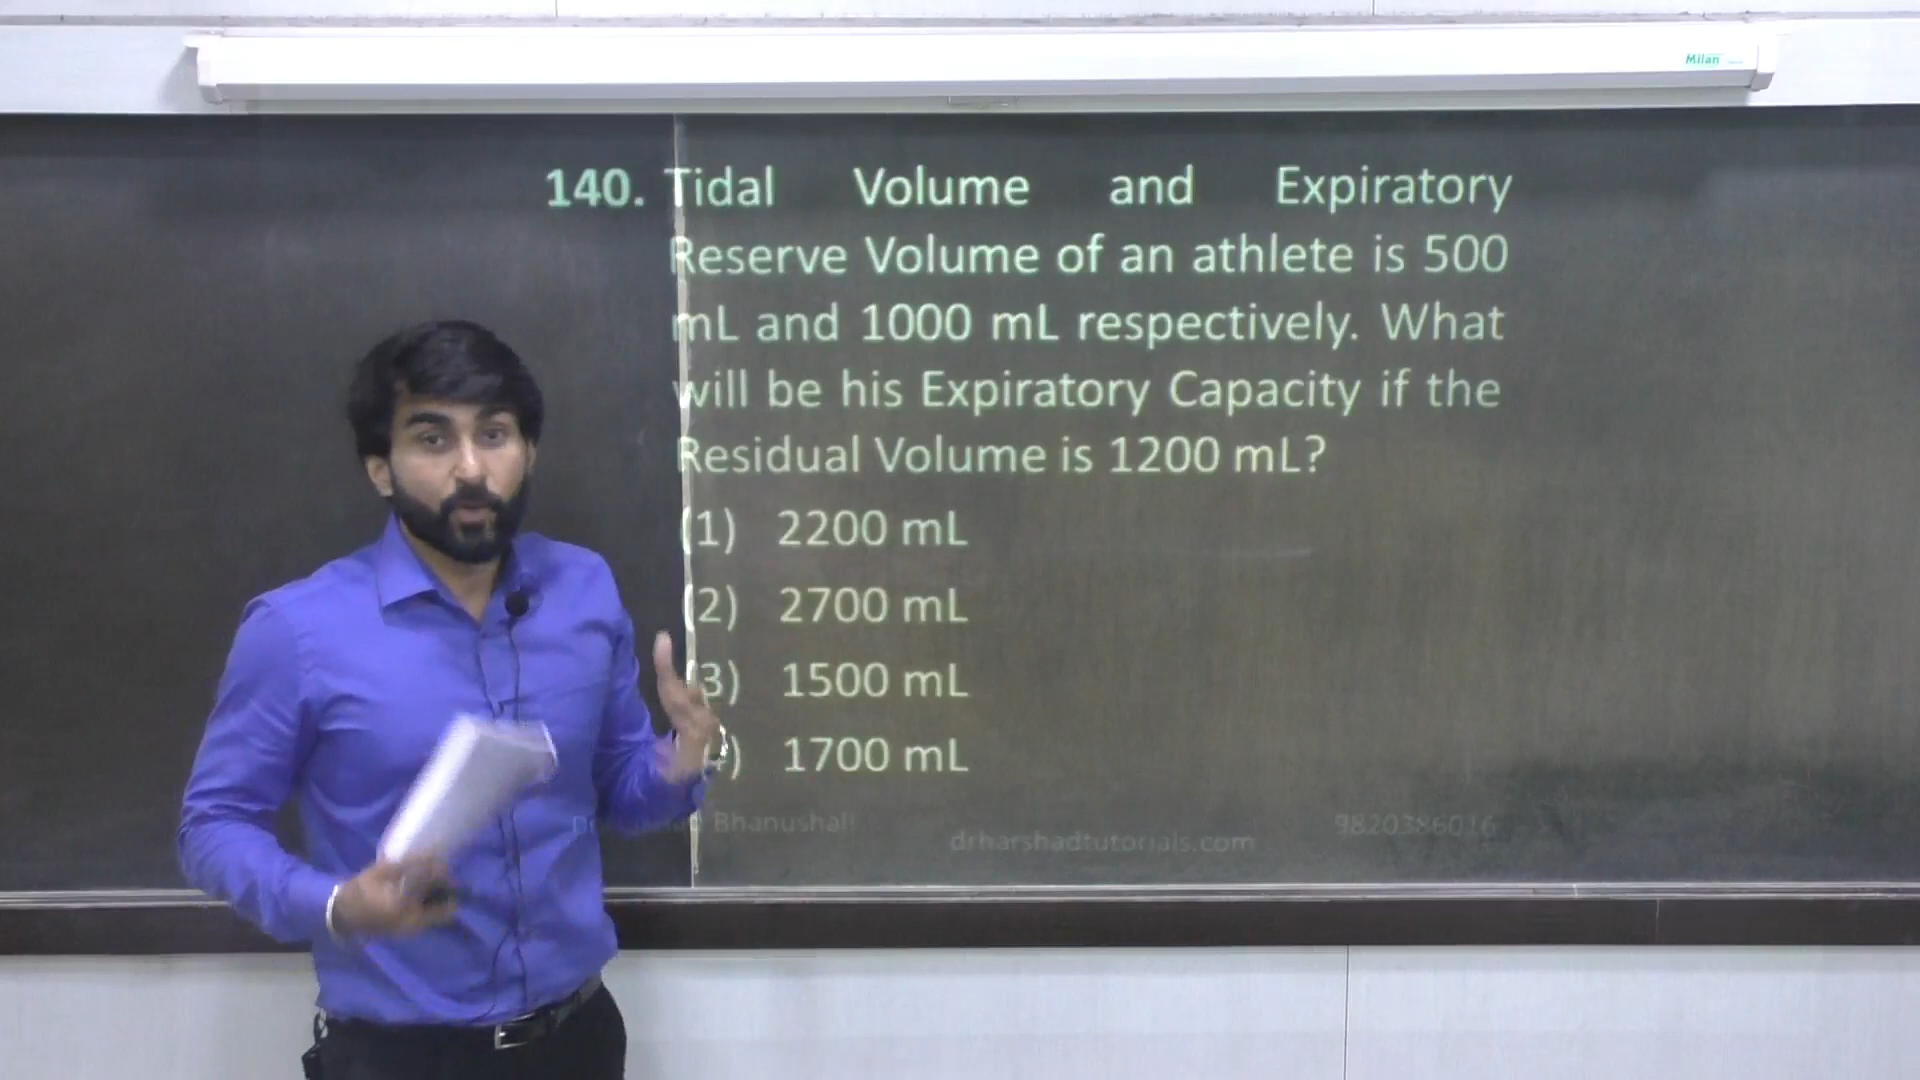 Milan
140. Tidal Volume and Expiratory
Reserve Volume of an athlete is 500
mL and 1000 mL respectively. What
will be his Expiratory Capacity if the
Residual Volume is 1200 mL?
(1) 2200 mL
(2) 2700 mL
(3) 1500 mL
(4) 1700 mL
Bhanushali
drharshadtutorials.com
9820386016